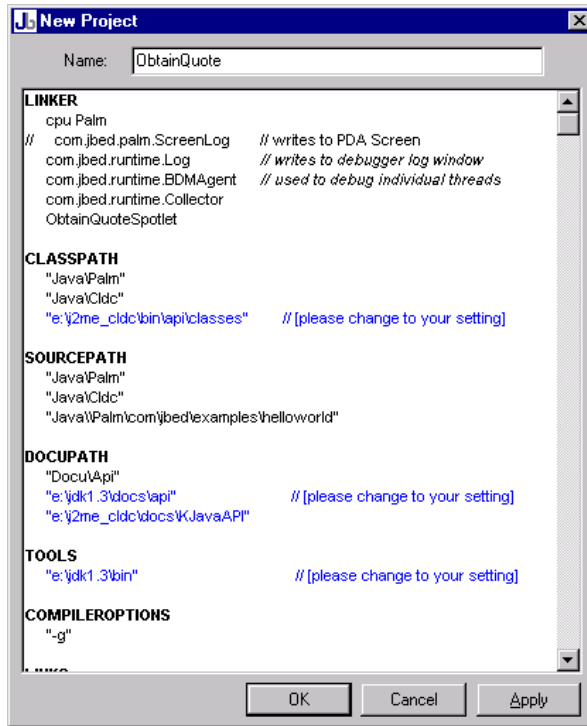 Jb New Project
Name: ObtainQuote
LINKER
cpu Palm
// com.jbed.palm.ScreenLog // writes to PDA Screen
com.jbed.runtime.Log // writes to debugger log window
com.jbed.runtime.BDMAgent // used to debug individual threads
com.jbed.runtime.Collector
ObtainQuoteSpotlet
CLASSPATH
"Java\Palm"
"Java\Cldc"
"e:\j2me_cldc\bin\api\classes" // [please change to your setting]
SOURCEPATH
"Java\Palm"
"Java\Cldc"
"Java\\Palm\com\jbed\examples\helloworld"
DOCUPATH
"Docu\Api"
"e:\jdk1.3\docs\api" // [please change to your setting]
"e:\j2me_cldc\docs\KJavaAPI"
TOOLS
"e:\jdk1.3\bin" // [please change to your setting]
COMPILEROPTIONS
"-g"
OK Cancel Apply